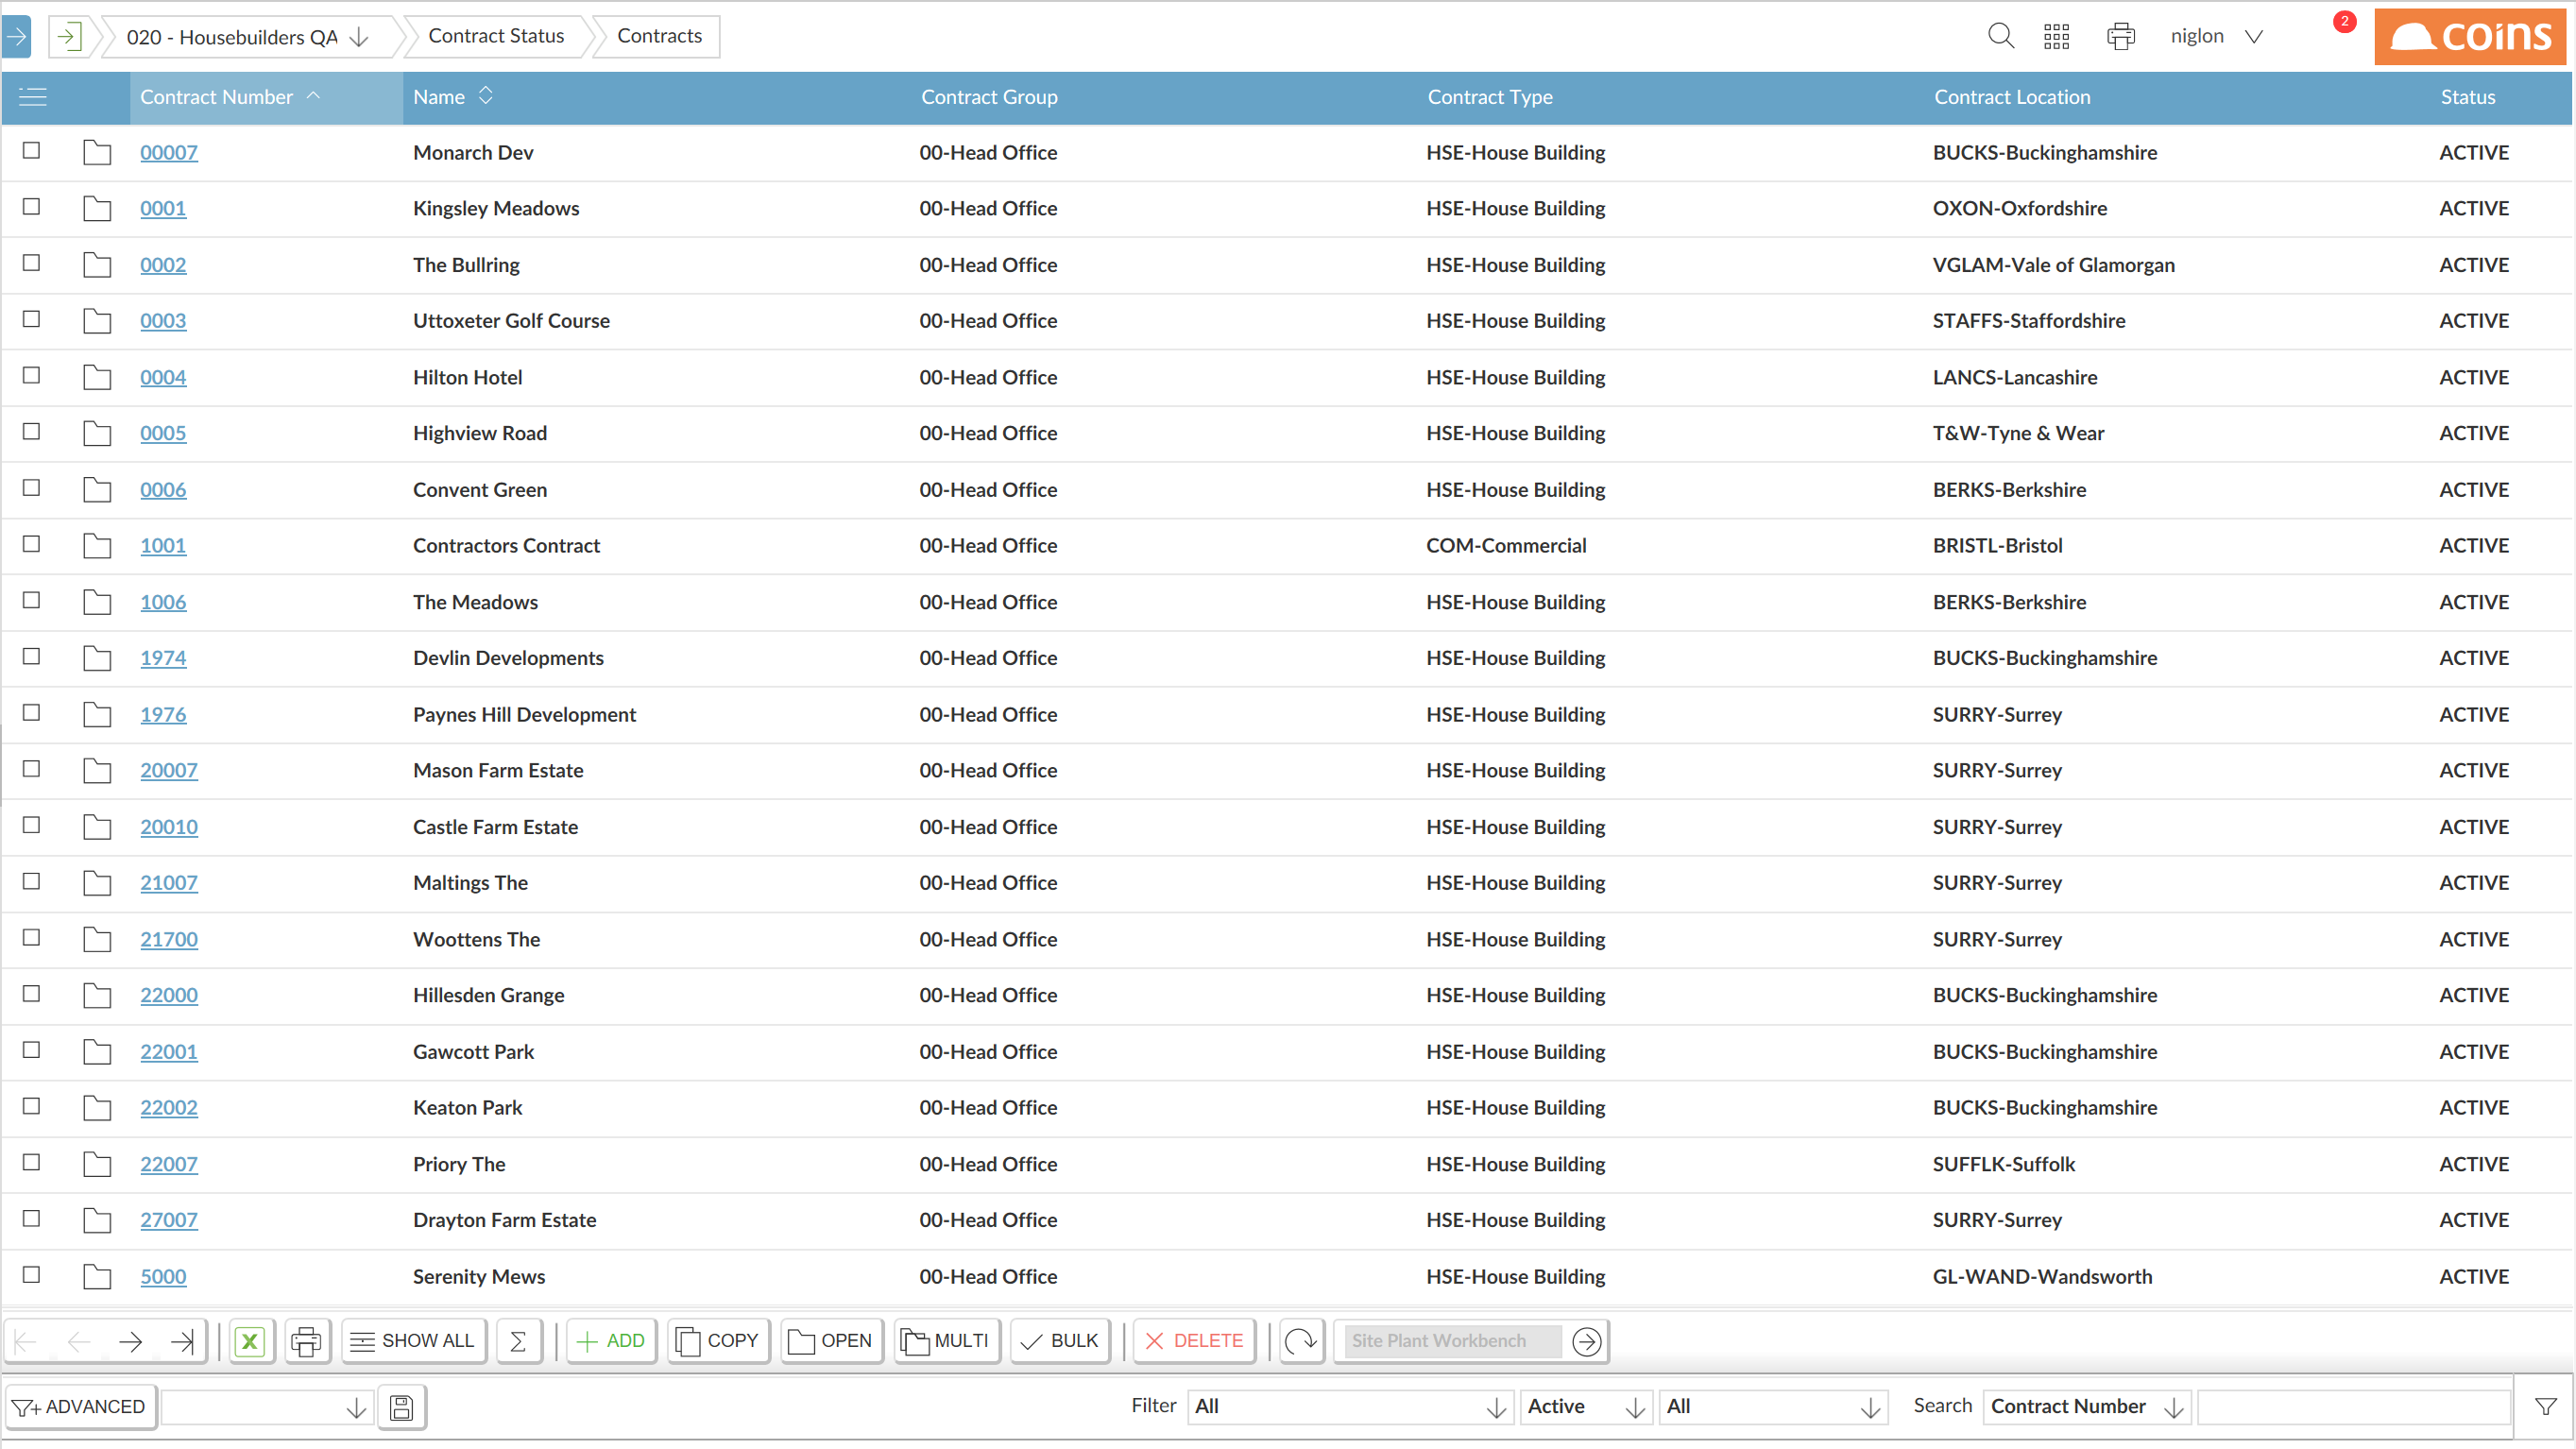 020 - Housebuilders QA Contract Status Contracts niglon 2 coins
Contract Number Name Contract Group Contract Type Contract Location Status
00007 Monarch Dev 00-Head Office HSE-House Building BUCKS-Buckinghamshire ACTIVE
0001 Kingsley Meadows 00-Head Office HSE-House Building OXON-Oxfordshire ACTIVE
0002 The Bullring 00-Head Office HSE-House Building VGLAM-Vale of Glamorgan ACTIVE
0003 Uttoxeter Golf Course 00-Head Office HSE-House Building STAFFS-Staffordshire ACTIVE
0004 Hilton Hotel 00-Head Office HSE-House Building LANCS-Lancashire ACTIVE
0005 Highview Road 00-Head Office HSE-House Building T&W-Tyne & Wear ACTIVE
0006 Convent Green 00-Head Office HSE-House Building BERKS-Berkshire ACTIVE
1001 Contractors Contract 00-Head Office COM-Commercial BRISTL-Bristol ACTIVE
1006 The Meadows 00-Head Office HSE-House Building BERKS-Berkshire ACTIVE
1974 Devlin Developments 00-Head Office HSE-House Building BUCKS-Buckinghamshire ACTIVE
1976 Paynes Hill Development 00-Head Office HSE-House Building SURRY-Surrey ACTIVE
20007 Mason Farm Estate 00-Head Office HSE-House Building SURRY-Surrey ACTIVE
20010 Castle Farm Estate 00-Head Office HSE-House Building SURRY-Surrey ACTIVE
21007 Maltings The 00-Head Office HSE-House Building SURRY-Surrey ACTIVE
21700 Woottens The 00-Head Office HSE-House Building SURRY-Surrey ACTIVE
22000 Hillesden Grange 00-Head Office HSE-House Building BUCKS-Buckinghamshire ACTIVE
22001 Gawcott Park 00-Head Office HSE-House Building BUCKS-Buckinghamshire ACTIVE
22002 Keaton Park 00-Head Office HSE-House Building BUCKS-Buckinghamshire ACTIVE
22007 Priory The 00-Head Office HSE-House Building SUFFLK-Suffolk ACTIVE
27007 Drayton Farm Estate 00-Head Office HSE-House Building SURRY-Surrey ACTIVE
5000 Serenity Mews 00-Head Office HSE-House Building GL-WAND-Wandsworth ACTIVE
X SHOW ALL Σ ADD COPY OPEN MULTI BULK DELETE Site Plant Workbench
ADVANCED Filter All Active All Search Contract Number